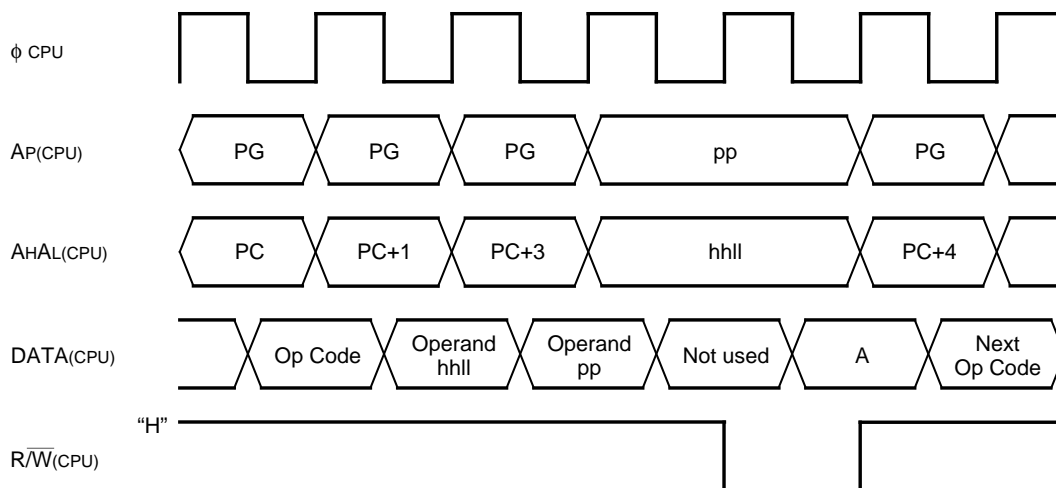 ϕ CPU
AP(CPU) PG PG PG pp PG
AHAL(CPU) PC PC+1 PC+3 hhll PC+4
DATA(CPU) Op Code Operand hhll Operand pp Not used A Next Op Code
“H”
R/W̅(CPU)